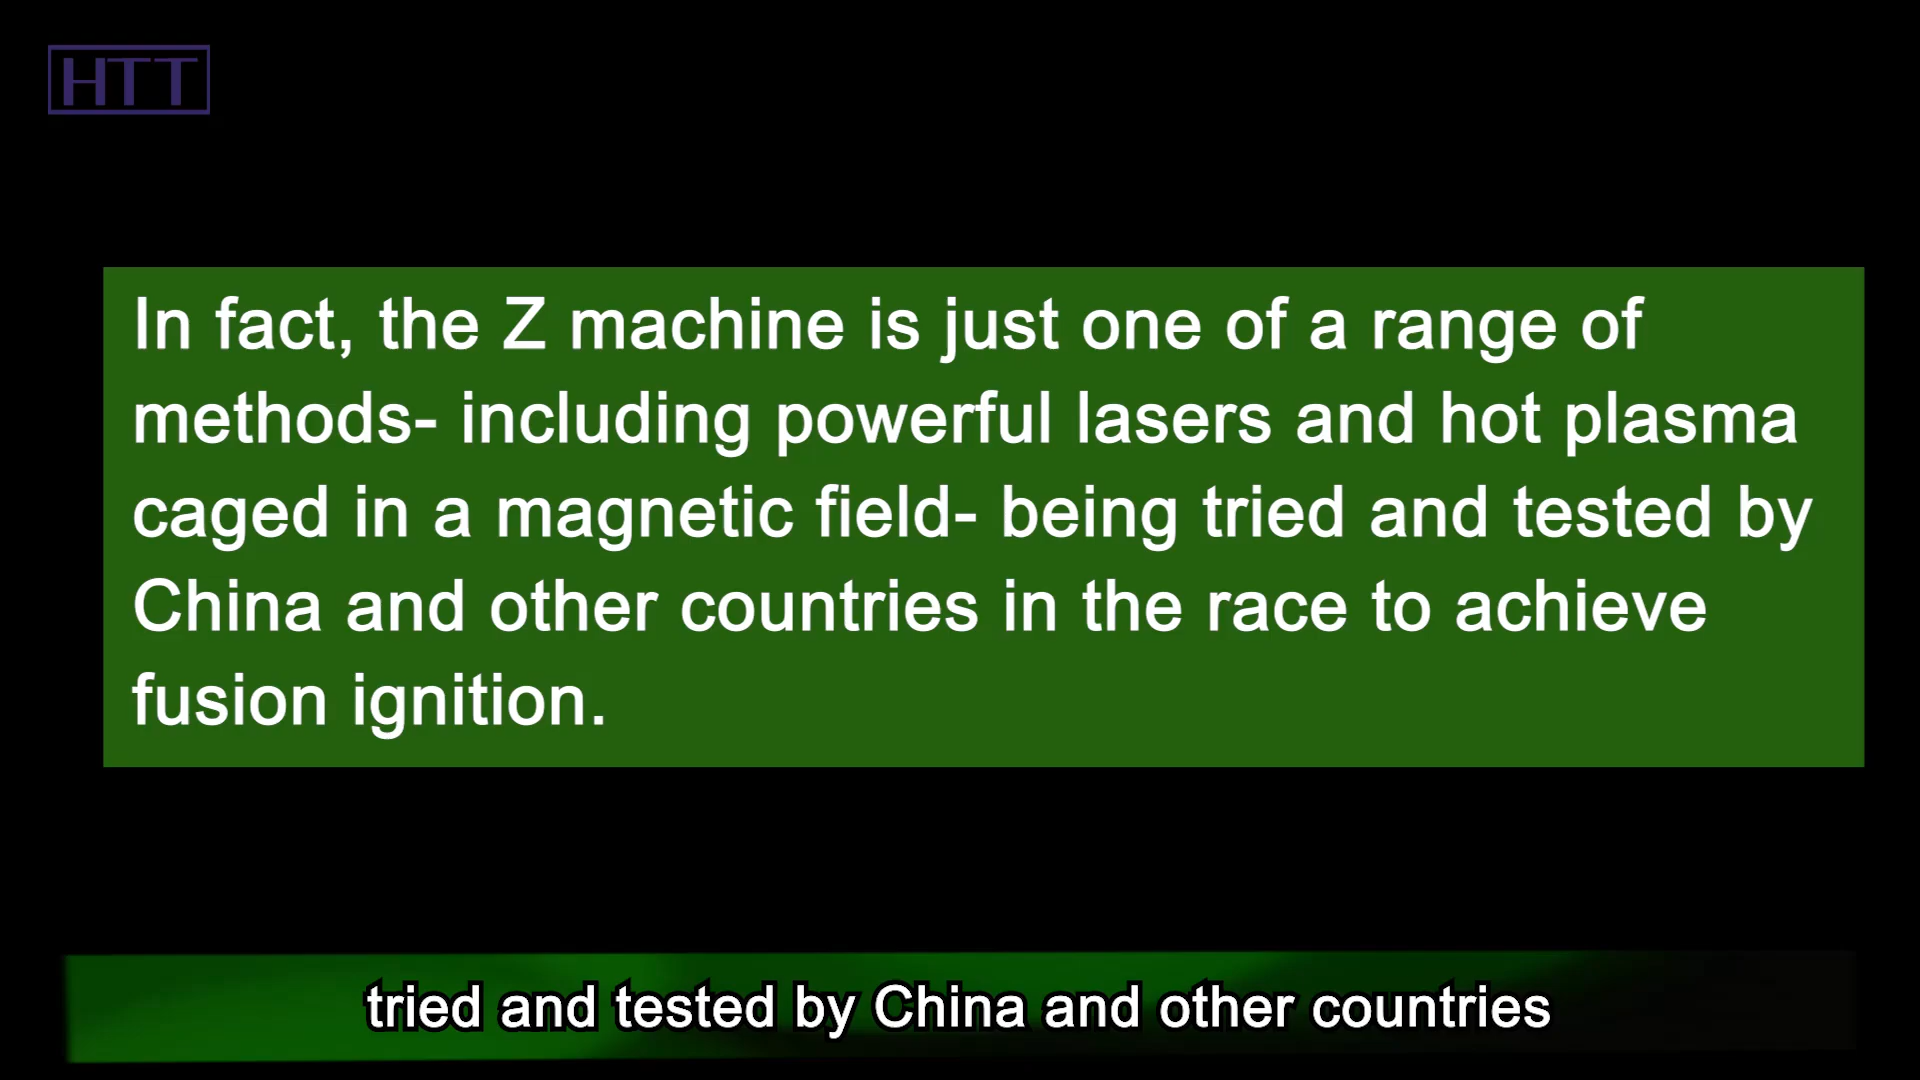 HTT
In fact, the Z machine is just one of a range of
methods- including powerful lasers and hot plasma
caged in a magnetic field- being tried and tested by
China and other countries in the race to achieve
fusion ignition.
tried and tested by China and other countries